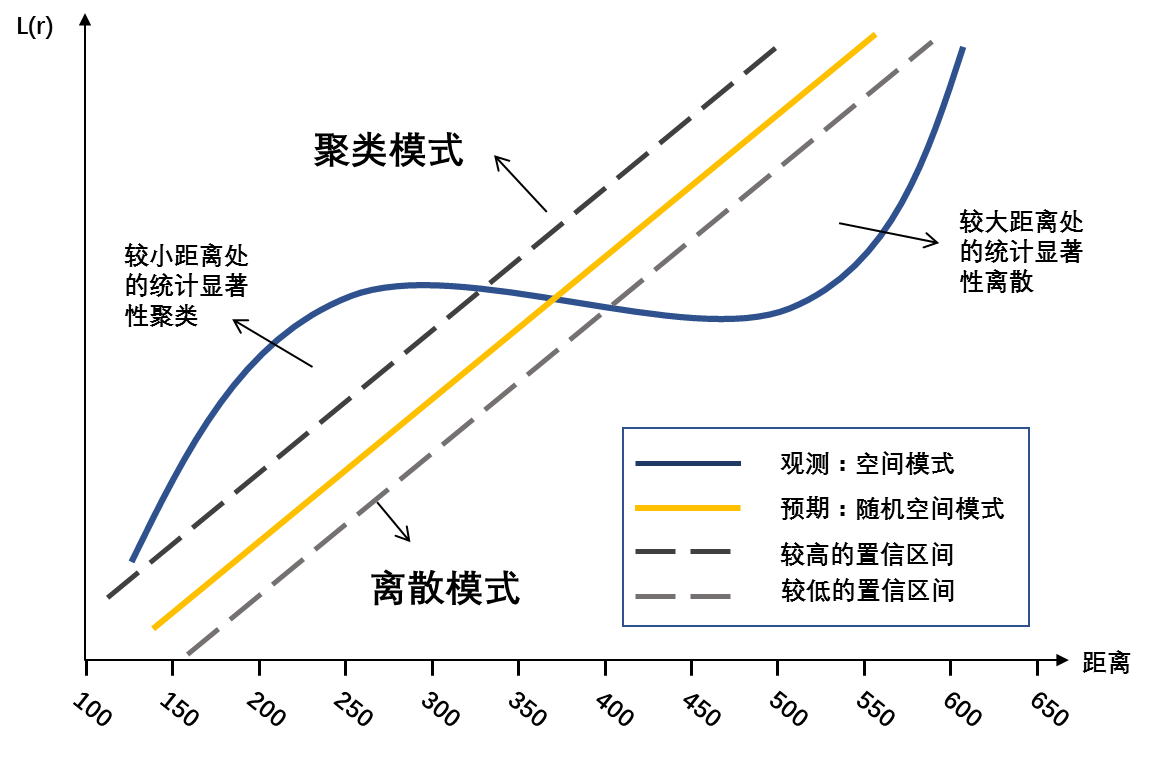 L(r)
聚类模式
较小距离处
的统计显著
性聚类
较大距离处
的统计显著
性离散
离散模式
观测：空间模式
预期：随机空间模式
较高的置信区间
较低的置信区间
距离
100 150 200 250 300 350 400 450 500 550 600 650